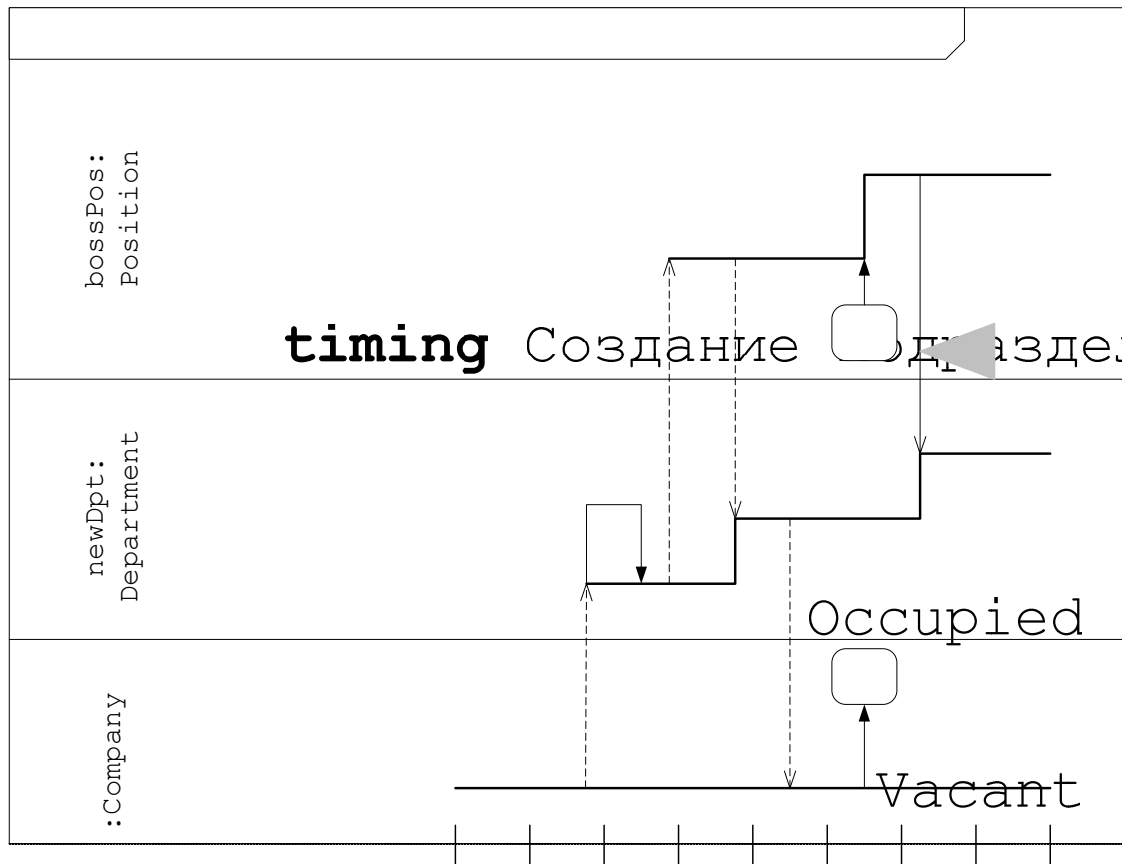 bossPos:
Position
timing Создание
newDpt:
Department
Occupied
:Company
Vacant